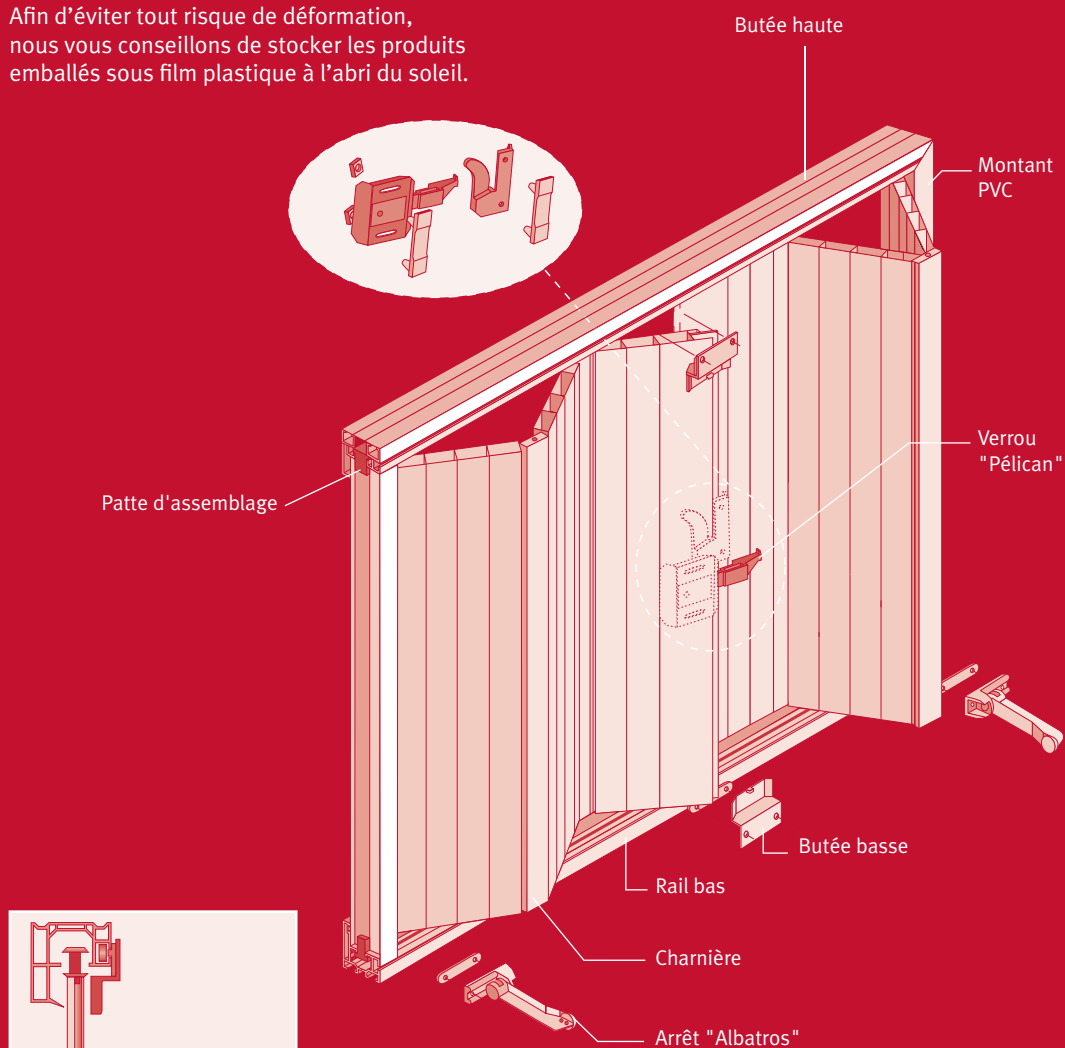 Afin d’éviter tout risque de déformation,
nous vous conseillons de stocker les produits
emballés sous film plastique à l’abri du soleil.
Butée haute
Montant
PVC
Verrou
"Pélican"
Patte d'assemblage
Butée basse
Rail bas
Charnière
Arrêt "Albatros"